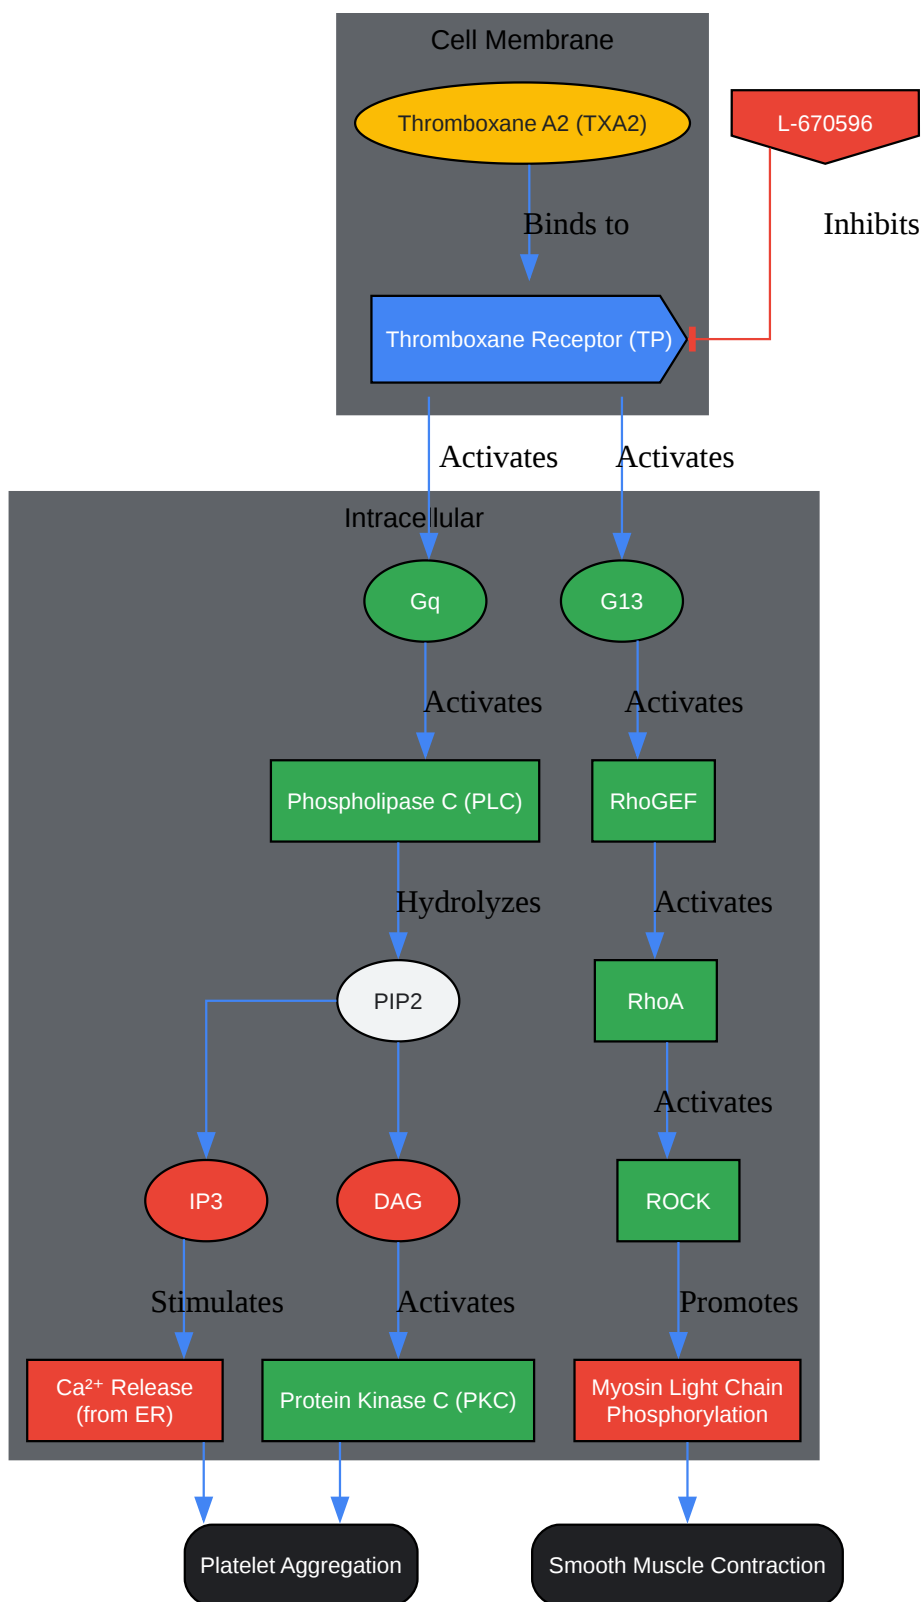 Cell Membrane
Thromboxane A2 (TXA2)
L-670596
Binds to
Inhibits
Thromboxane Receptor (TP)
Activates
Activates
Intracellular
Gq
G13
Activates
Activates
Phospholipase C (PLC)
RhoGEF
Hydrolyzes
Activates
PIP2
RhoA
Activates
IP3
DAG
ROCK
Stimulates
Activates
Promotes
Ca²⁺ Release
(from ER)
Protein Kinase C (PKC)
Myosin Light Chain
Phosphorylation
Platelet Aggregation
Smooth Muscle Contraction